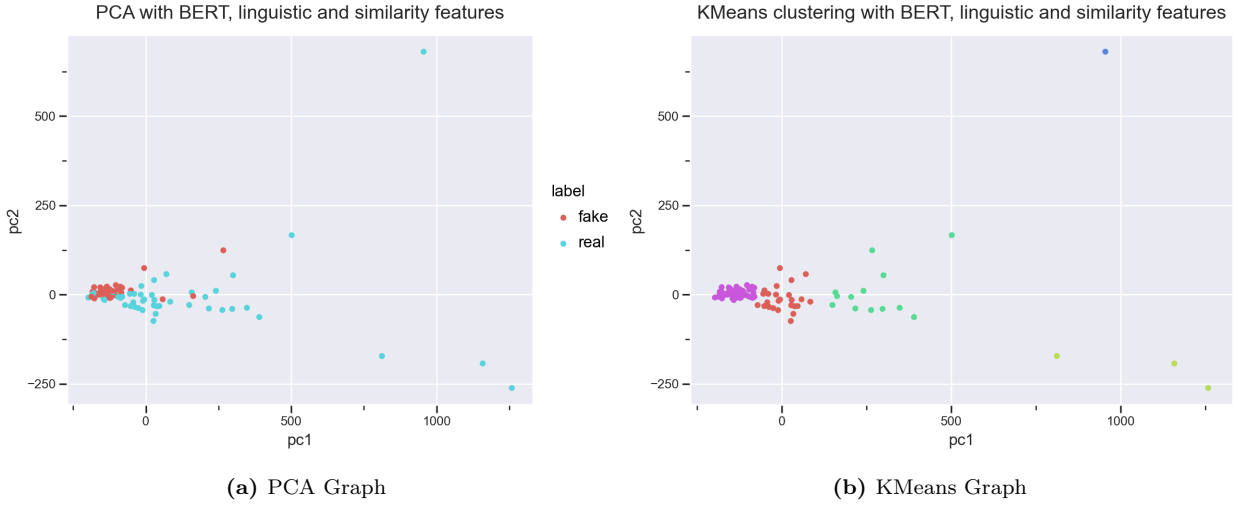 PCA with BERT, linguistic and similarity features
500
250
0
−250
pc2
0
500
1000
pc1
label
fake
real
(a) PCA Graph
KMeans clustering with BERT, linguistic and similarity features
500
250
0
−250
pc2
0
500
1000
pc1
(b) KMeans Graph